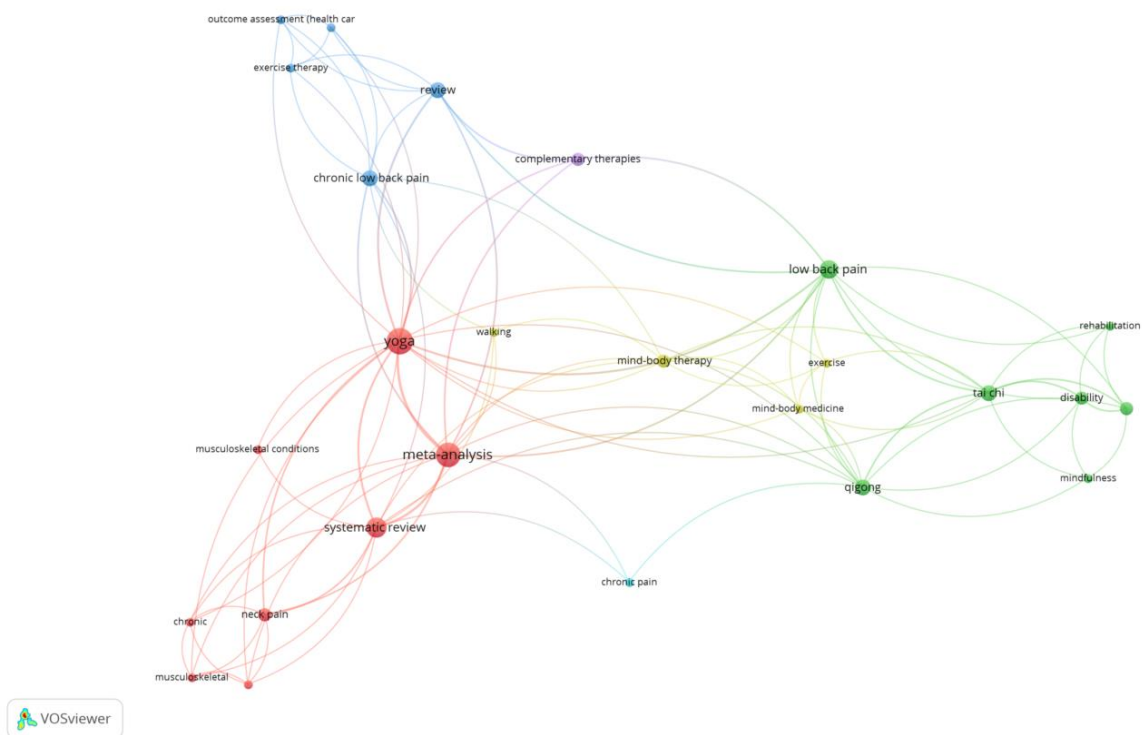 outcome assessment (health car
exercise therapy
review
complementary therapies
chronic low back pain
low back pain
rehabilitation
walking
yoga
mind-body therapy
exercise
tai chi
disability
mind-body medicine
musculoskeletal conditions
meta-analysis
mindfulness
qigong
systematic review
chronic pain
neck pain
chronic
musculoskeletal
VOSviewer